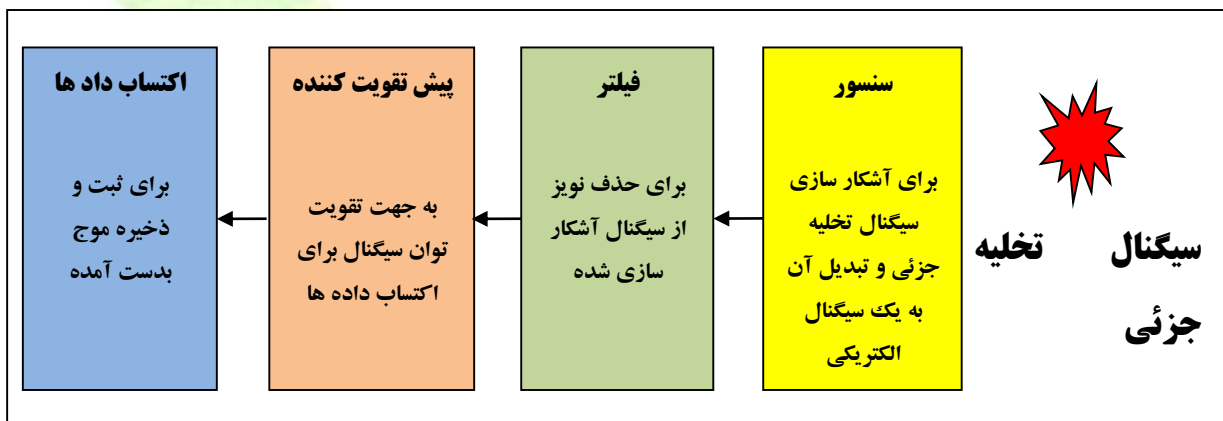 سیگنال تخلیه
جزئی
سنسور
برای آشکار سازی
سیگنال تخلیه
جزئی و تبدیل آن
به یک سیگنال
الکتریکی
فیلتر
برای حذف نویز
از سیگنال آشکار
سازی شده
پیش تقویت کننده
به جهت تقویت
توان سیگنال برای
اکتساب داده ها
اکتساب داد ها
برای ثبت و
ذخیره موج
بدست آمده